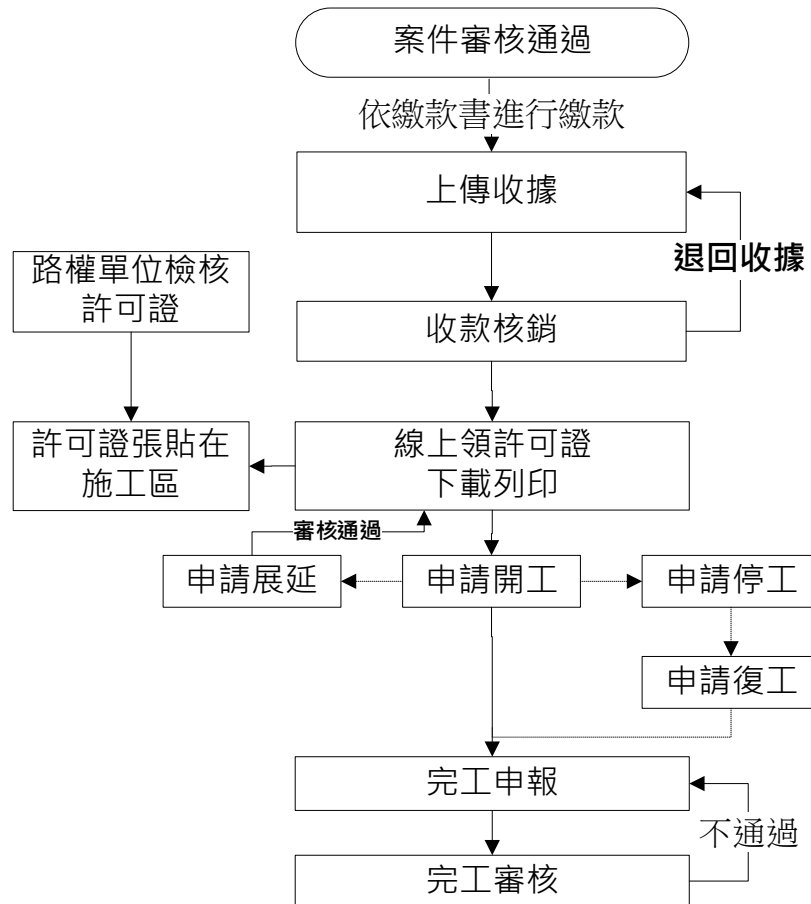 案件審核通過
依繳款書進行繳款
上傳收據
退回收據
路權單位檢核
許可證
收款核銷
許可證張貼在
施工區
線上領許可證
下載列印
審核通過
申請展延
申請開工
申請停工
申請復工
完工申報
不通過
完工審核